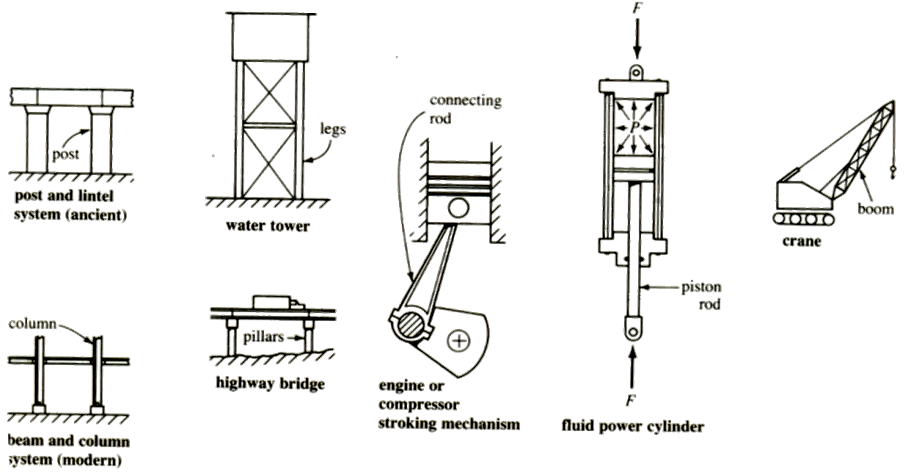 F
post
post and lintel
system (ancient)
legs
water tower
connecting
rod
P
boom
crane
column
beam and column
system (modern)
pillars
highway bridge
engine or
compressor
stroking mechanism
piston
rod
F
fluid power cylinder